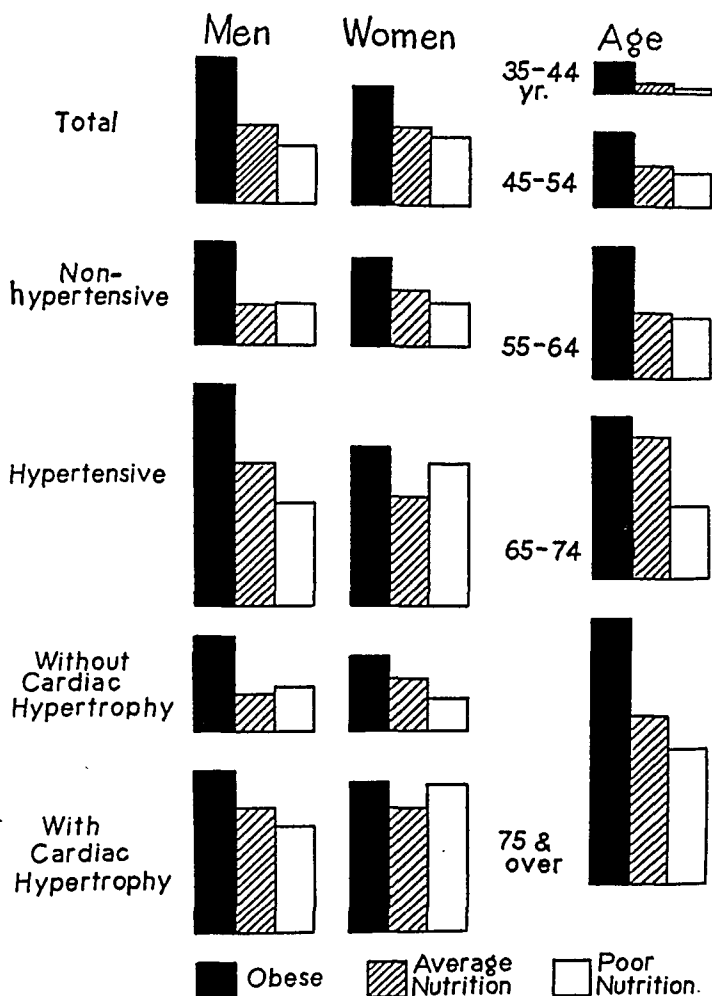 Men
Women
Age
Total
35-44
yr.
45-54
Non-
hypertensive
55-64
Hypertensive
65-74
Without
Cardiac
Hypertrophy
With
Cardiac
Hypertrophy
75 &
over
Obese
Average
Nutrition
Poor
Nutrition.